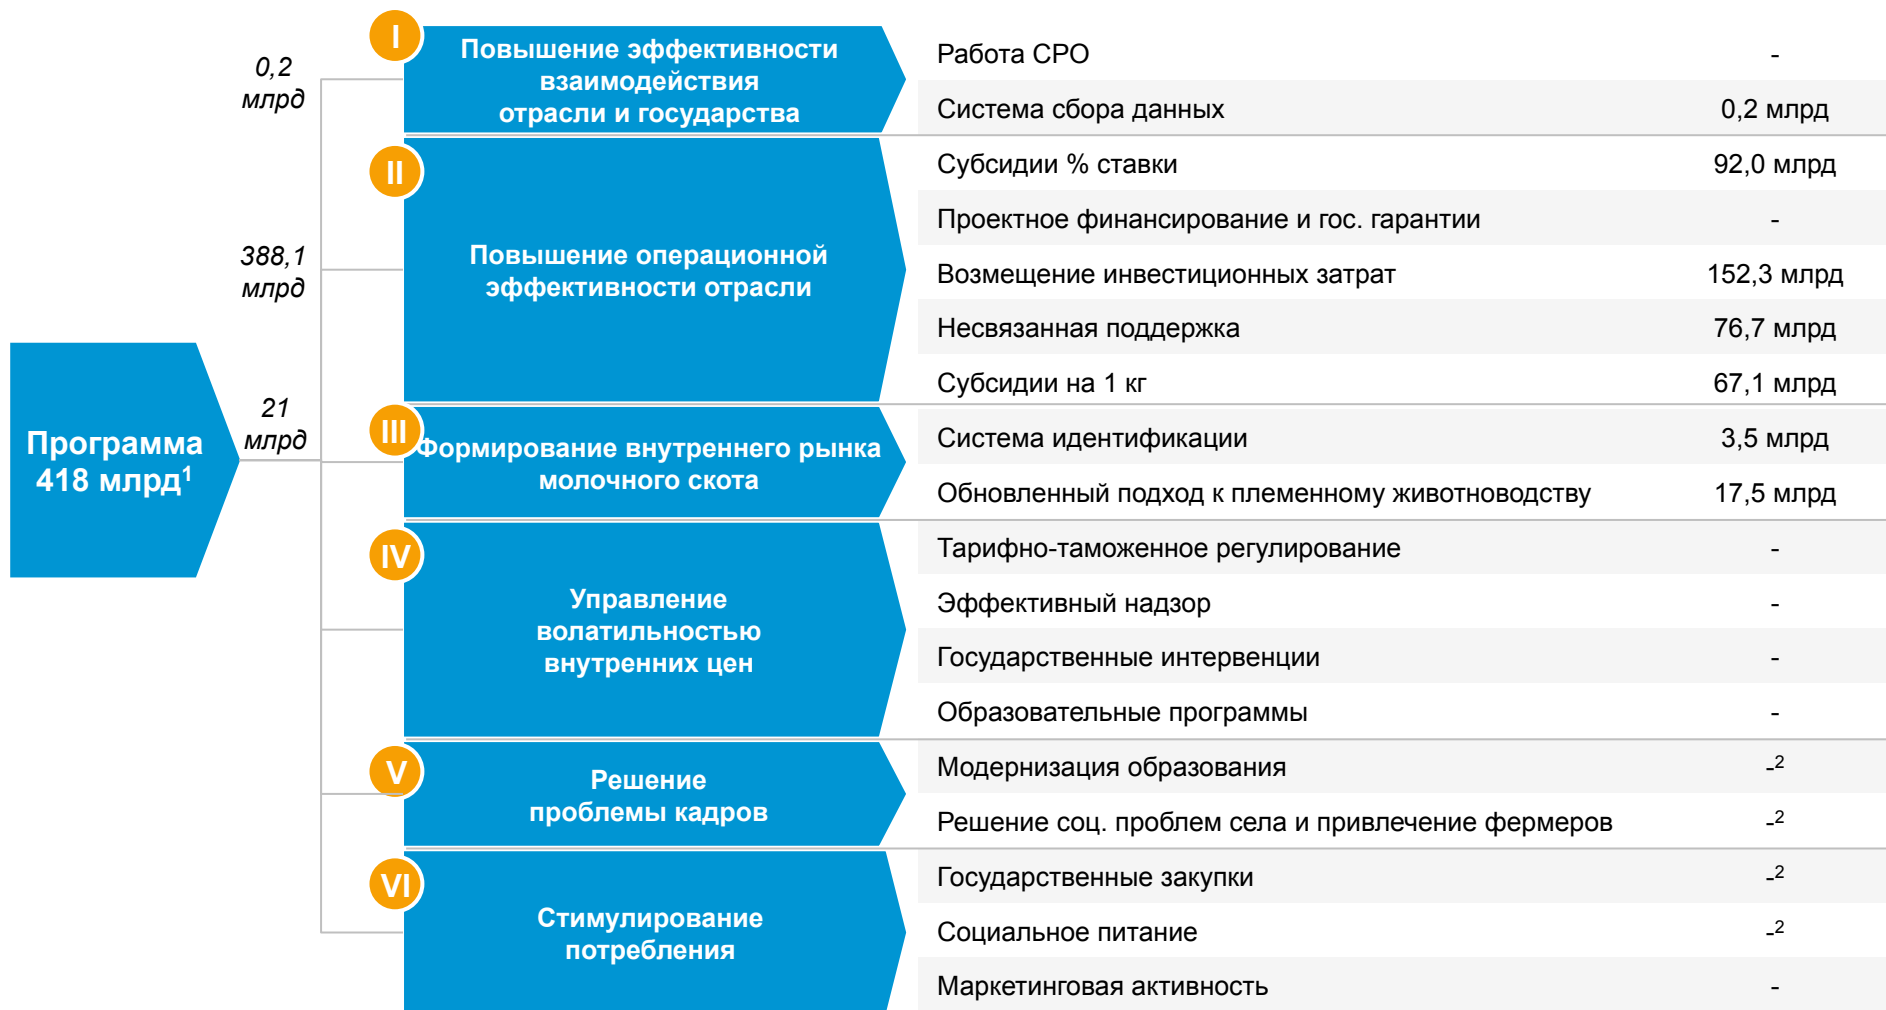 Программа
418 млрд¹
0,2
млрд
388,1
млрд
21
млрд
I
Повышение эффективности
взаимодействия
отрасли и государства
Работа СРО -
Система сбора данных 0,2 млрд
II
Повышение операционной
эффективности отрасли
Субсидии % ставки 92,0 млрд
Проектное финансирование и гос. гарантии -
Возмещение инвестиционных затрат 152,3 млрд
Несвязанная поддержка 76,7 млрд
Субсидии на 1 кг 67,1 млрд
III
Формирование внутреннего рынка
молочного скота
Система идентификации 3,5 млрд
Обновленный подход к племенному животноводству 17,5 млрд
IV
Управление
волатильностью
внутренних цен
Тарифно-таможенное регулирование -
Эффективный надзор -
Государственные интервенции -
Образовательные программы -
V
Решение
проблемы кадров
Модернизация образования -²
Решение соц. проблем села и привлечение фермеров -²
VI
Стимулирование
потребления
Государственные закупки -²
Социальное питание -²
Маркетинговая активность -